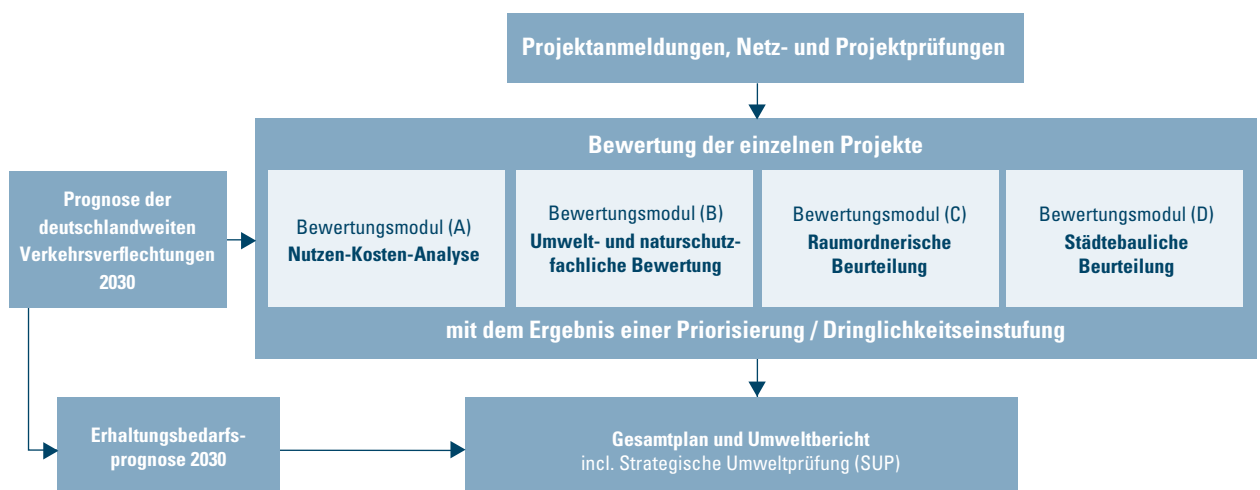 Projektanmeldungen, Netz- und Projektprüfungen
Bewertung der einzelnen Projekte
Prognose der
deutschlandweiten
Verkehrsverflechtungen
2030
Bewertungsmodul (A)
Nutzen-Kosten-Analyse
Bewertungsmodul (B)
Umwelt- und naturschutz-
fachliche Bewertung
Bewertungsmodul (C)
Raumordnerische
Beurteilung
Bewertungsmodul (D)
Städtebauliche
Beurteilung
mit dem Ergebnis einer Priorisierung / Dringlichkeitseinstufung
Erhaltungsbedarfs-
prognose 2030
Gesamtplan und Umweltbericht
incl. Strategische Umweltprüfung (SUP)